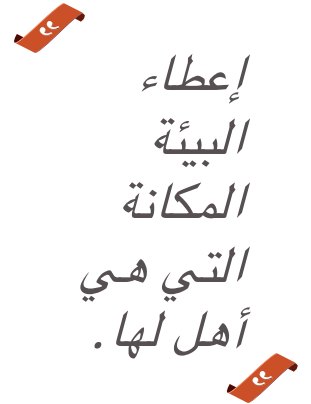 إعطاء
البيئة
المكانة
التي هي
أهل لها.